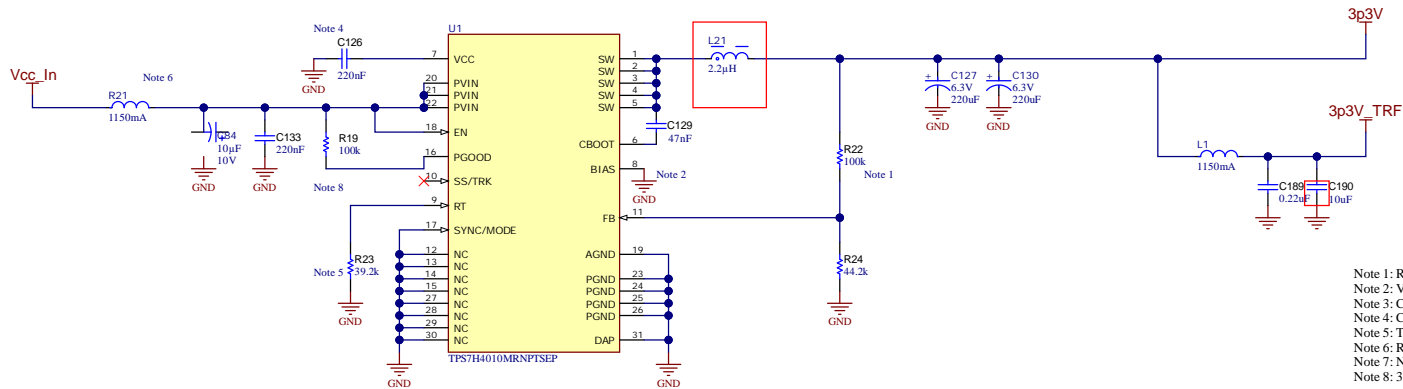 3p3V
Note 4
C126
220nF
GND
U1
7
VCC
20
PVIN
21
PVIN
22
PVIN
18
EN
16
PGOOD
10
SS/TRK
9
RT
17
SYNC/MODE
12
NC
13
NC
14
NC
15
NC
27
NC
28
NC
29
NC
30
NC
SW
1
SW
2
SW
3
SW
4
SW
5
CBOOT
6
BIAS
8
FB
11
AGND
19
PGND
23
PGND
24
PGND
25
PGND
26
DAP
31
TPS7H4010MRNPTSEP
GND
GND
Vcc_In
Note 6
R21
1150mA
10µF
10V
GND
C133
220nF
GND
R19
100k
Note 8
Note 5
R23
39.2k
GND
L21
2.2µH
C129
47nF
GND
Note 2
R22
100k
Note 1
R24
44.2k
GND
+
C127
6.3V
220uF
GND
+
C130
6.3V
220uF
GND
3p3V_TRF
L1
1150mA
C189
0.22uF
C190
10uF
GND
GND
Note 1: R
Note 2: V
Note 3: C
Note 4: C
Note 5: T
Note 6: R
Note 7: N
Note 8: 3